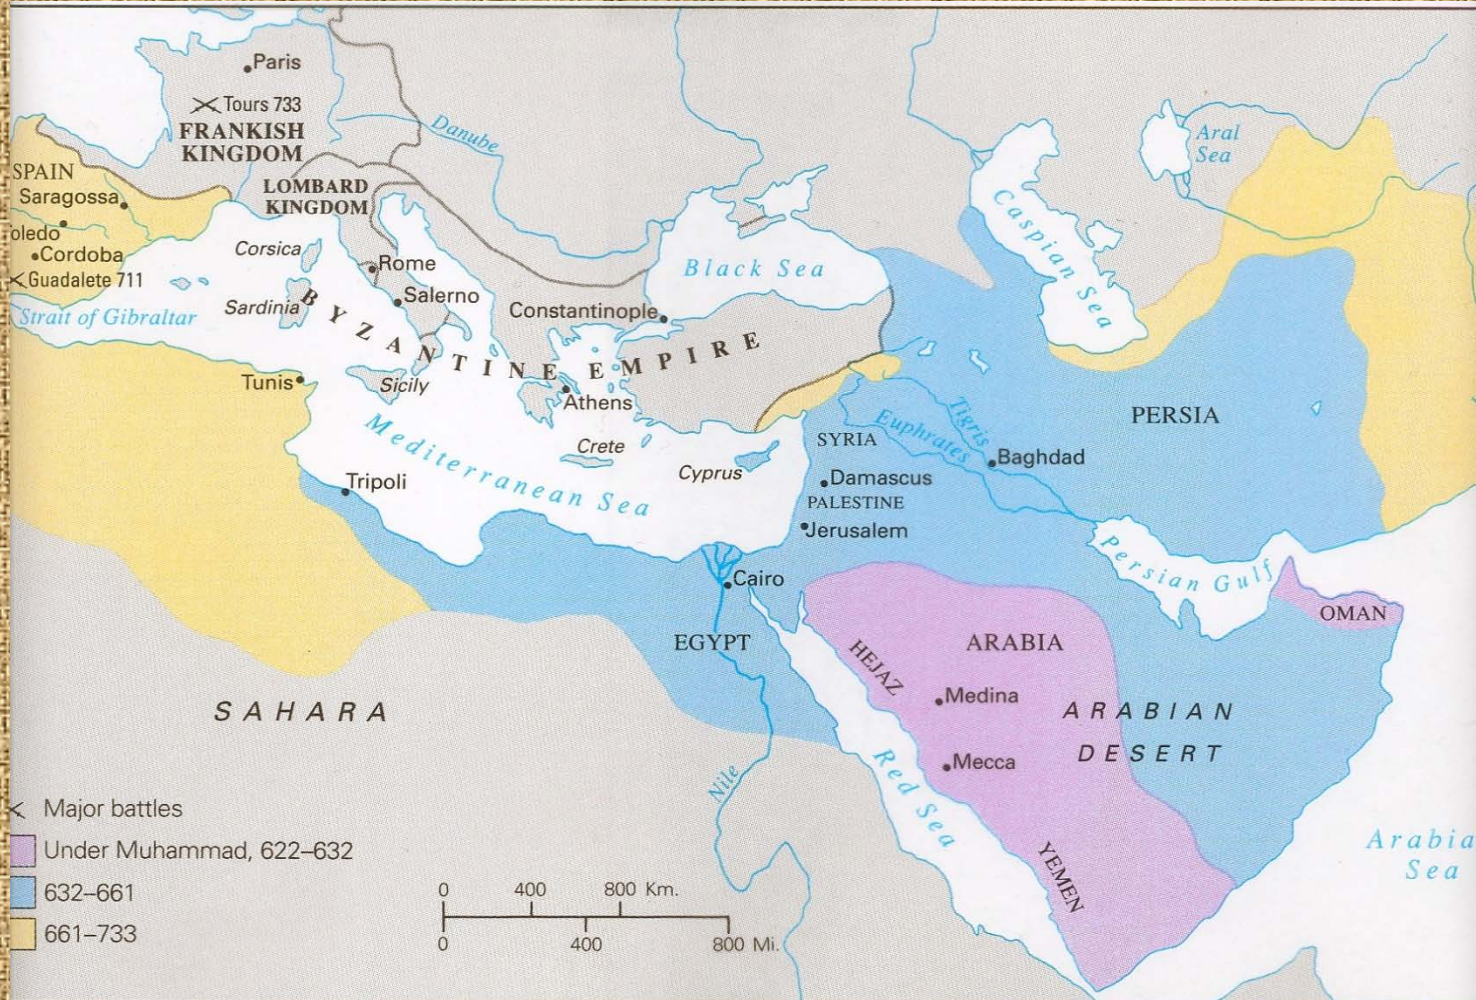 Paris
Tours 733
FRANKISH
KINGDOM
Danube
Aral
Sea
SPAIN
Saragossa
LOMBARD
KINGDOM
oledo
Cordoba
Guadalete 711
Corsica
Rome
Caspian Sea
Black Sea
Sardinia
Salerno
Constantinople
Strait of Gibraltar
BYZANTINE EMPIRE
Tunis
Sicily
Athens
PERSIA
Tigris
Euphrates
SYRIA
Baghdad
Mediterranean Sea
Crete
Cyprus
Tripoli
Damascus
PALESTINE
Jerusalem
Persian Gulf
Cairo
OMAN
EGYPT
HEJAZ
ARABIA
SAHARA
Medina
ARABIAN
DESERT
Mecca
Nile
Red Sea
YEMEN
Arabia
Sea
Major battles
Under Muhammad, 622–632
632–661
661–733
0 400 800 Km.
0 400 800 Mi.